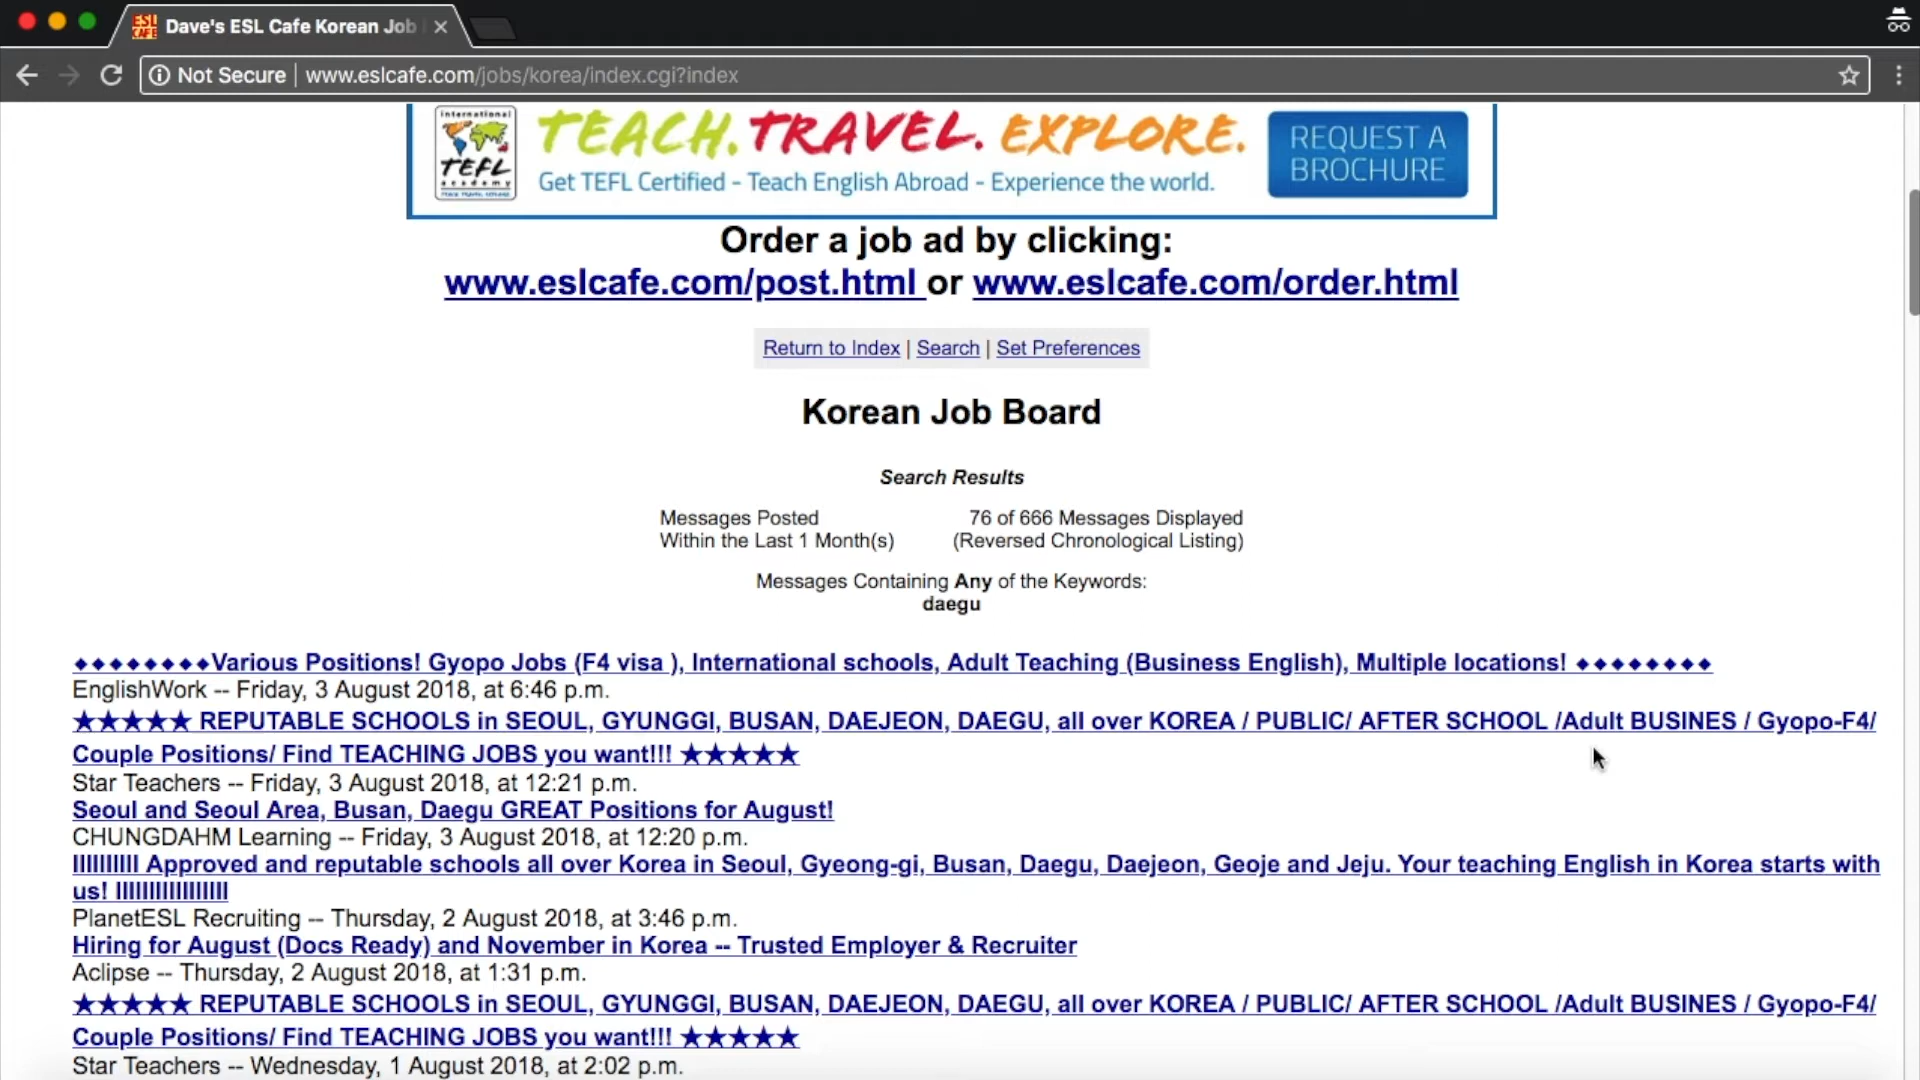 ESL CAFE Dave's ESL Cafe Korean Job
Not Secure | www.eslcafe.com/jobs/korea/index.cgi?index
international TEFL academy
TEACH. TRAVEL. EXPLORE.
Get TEFL Certified - Teach English Abroad - Experience the world.
REQUEST A
BROCHURE
Order a job ad by clicking:
www.eslcafe.com/post.html or www.eslcafe.com/order.html
Return to Index | Search | Set Preferences
Korean Job Board
Search Results
Messages Posted 76 of 666 Messages Displayed
Within the Last 1 Month(s) (Reversed Chronological Listing)
Messages Containing Any of the Keywords:
daegu
◆◆◆◆◆◆◆◆Various Positions! Gyopo Jobs (F4 visa ), International schools, Adult Teaching (Business English), Multiple locations! ◆◆◆◆◆◆◆◆
EnglishWork -- Friday, 3 August 2018, at 6:46 p.m.
★★★★★ REPUTABLE SCHOOLS in SEOUL, GYUNGGI, BUSAN, DAEJEON, DAEGU, all over KOREA / PUBLIC/ AFTER SCHOOL /Adult BUSINES / Gyopo-F4/
Couple Positions/ Find TEACHING JOBS you want!!! ★★★★★
Star Teachers -- Friday, 3 August 2018, at 12:21 p.m.
Seoul and Seoul Area, Busan, Daegu GREAT Positions for August!
CHUNGDAHM Learning -- Friday, 3 August 2018, at 12:20 p.m.
llllllllll Approved and reputable schools all over Korea in Seoul, Gyeong-gi, Busan, Daegu, Daejeon, Geoje and Jeju. Your teaching English in Korea starts with
us! lllllllllllllllll
PlanetESL Recruiting -- Thursday, 2 August 2018, at 3:46 p.m.
Hiring for August (Docs Ready) and November in Korea -- Trusted Employer & Recruiter
Aclipse -- Thursday, 2 August 2018, at 1:31 p.m.
★★★★★ REPUTABLE SCHOOLS in SEOUL, GYUNGGI, BUSAN, DAEJEON, DAEGU, all over KOREA / PUBLIC/ AFTER SCHOOL /Adult BUSINES / Gyopo-F4/
Couple Positions/ Find TEACHING JOBS you want!!! ★★★★★
Star Teachers -- Wednesday, 1 August 2018, at 2:02 p.m.